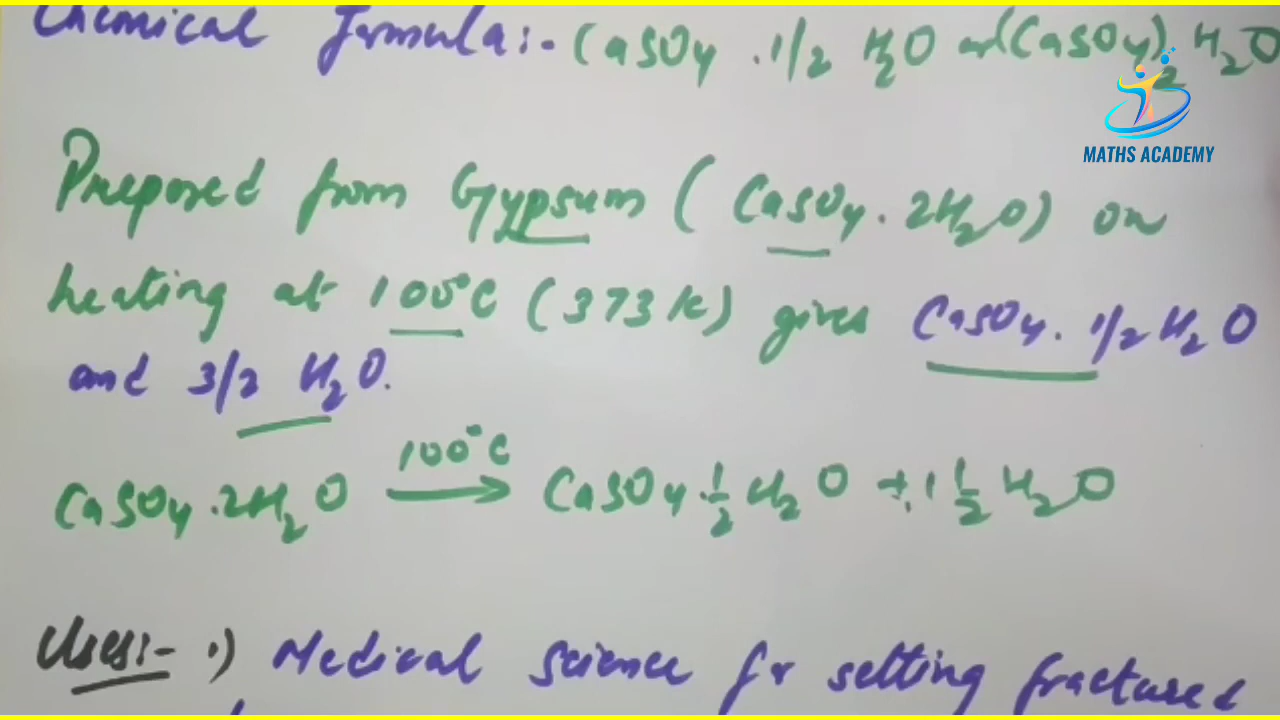 Chemical formula:- CaSO4 .1/2 H2O or (CaSO4)2 H2O
MATHS ACADEMY
Prepared from Gypsum ( CaSO4. 2H2O) on
heating at 100°C (373K) gives CaSO4. 1/2 H2O
and 3/2 H2O.
100°C
CaSO4.2H2O → CaSO4.1/2 H2O + 1 1/2 H2O
Uses:- 1) Medical science for setting fractured